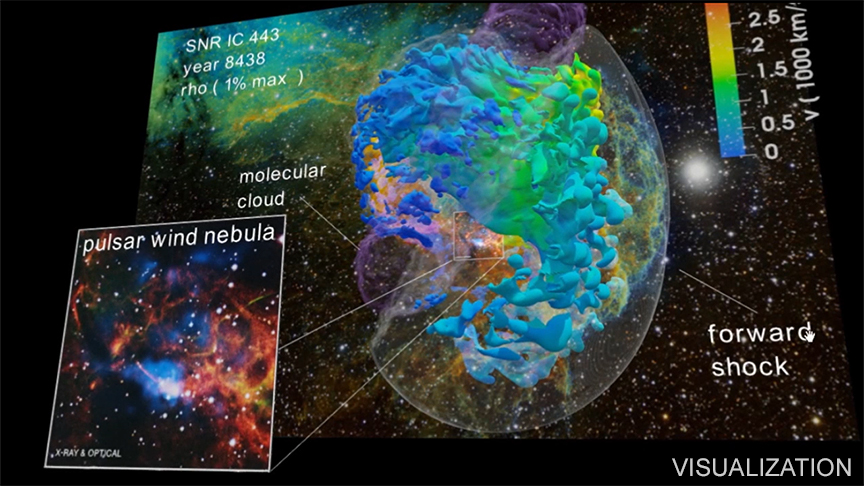 SNR IC 443
year 8438
rho ( 1% max )
molecular
cloud
pulsar wind nebula
X-RAY & OPTICAL
2.5
2
1.5
1
0.5
0
v ( 1000 km/
forward
shock
VISUALIZATION